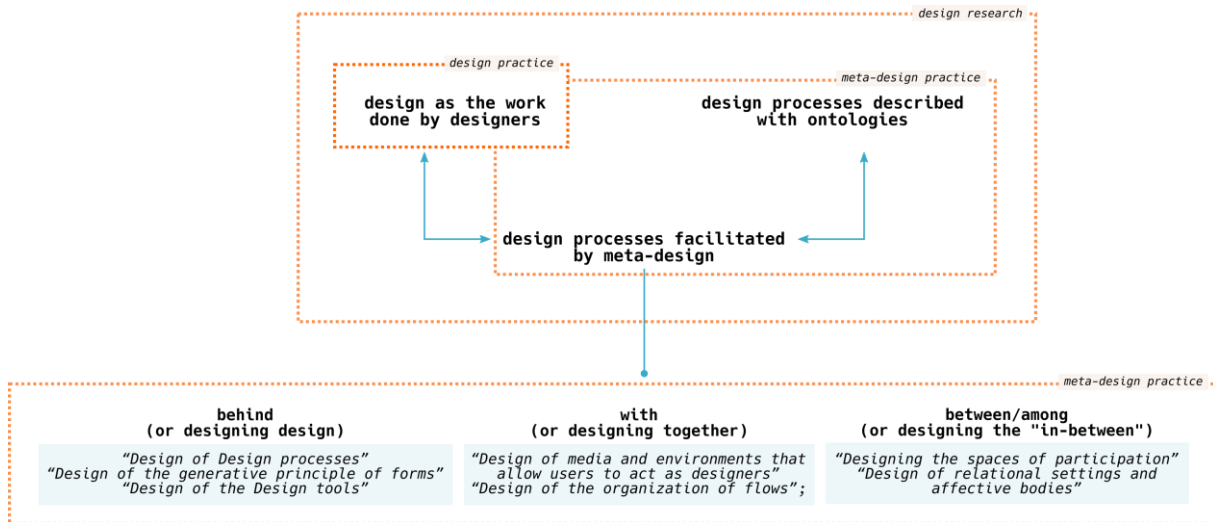 design research
design practice
meta-design practice
design as the work
done by designers
design processes described
with ontologies
design processes facilitated
by meta-design
meta-design practice
behind
(or designing design)
“Design of Design processes”
“Design of the generative principle of forms”
“Design of the Design tools”
with
(or designing together)
“Design of media and environments that
allow users to act as designers”
“Design of the organization of flows”;
between/among
(or designing the "in-between")
“Designing the spaces of participation”
“Design of relational settings and
affective bodies”